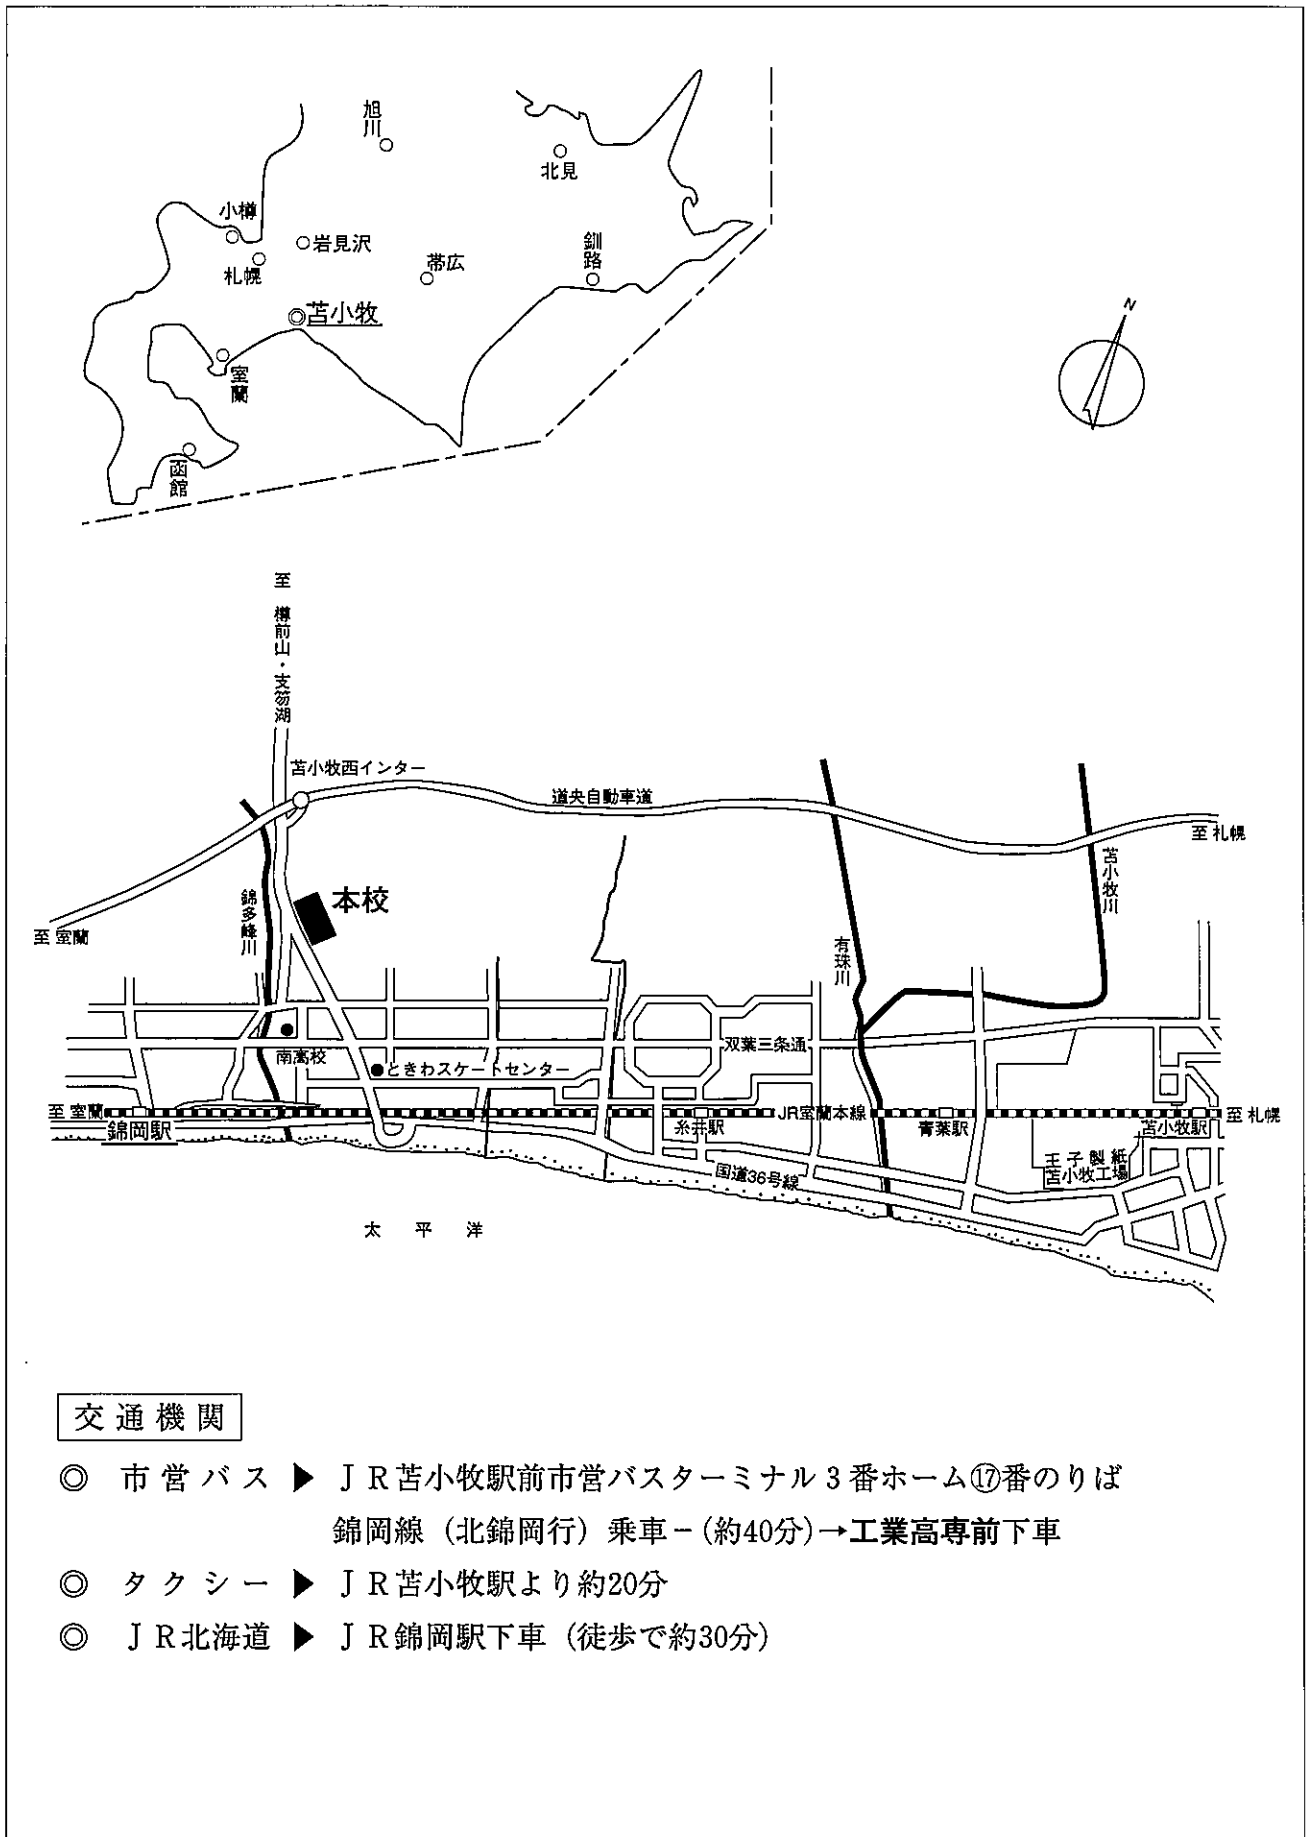 旭川
北見
小樽
岩見沢
札幌
帯広
釧路
苫小牧
室蘭
函館
N
至 樽前山・支笏湖
苫小牧西インター
道央自動車道
至 札幌
苫小牧川
本校
錦多峰川
至 室蘭
有珠川
双葉三条通
南高校
ときわスケートセンター
至 室蘭
JR室蘭本線
至 札幌
錦岡駅
糸井駅
青葉駅
苫小牧駅
王子製紙
苫小牧工場
国道36号線
太平洋
交通機関
◎ 市営バス ▶ JR苫小牧駅前市営バスターミナル3番ホーム⑰番のりば
錦岡線(北錦岡行)乗車-(約40分)→工業高専前下車
◎ タクシー ▶ JR苫小牧駅より約20分
◎ JR北海道 ▶ JR錦岡駅下車(徒歩で約30分)